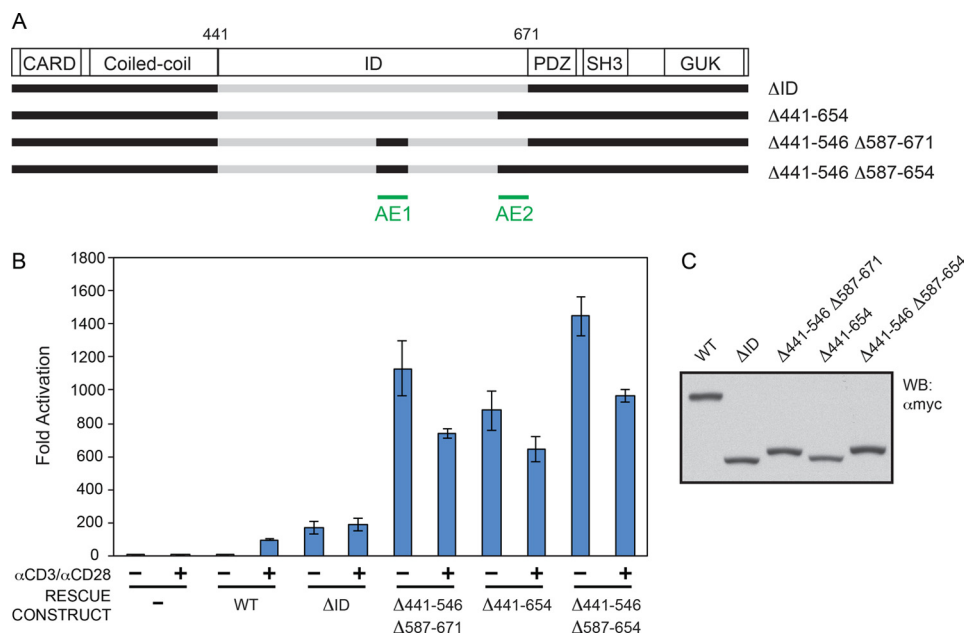 A
441 671
CARD Coiled-coil ID PDZ SH3 GUK
ΔID
Δ441-654
Δ441-546 Δ587-671
Δ441-546 Δ587-654
AE1 AE2
B
Fold Activation
1800
1600
1400
1200
1000
800
600
400
200
0
αCD3/αCD28 − + − + − + − + − + − +
RESCUE CONSTRUCT
−
WT
ΔID
Δ441-546
Δ587-671
Δ441-654
Δ441-546
Δ587-654
C
WT
ΔID
Δ441-546 Δ587-671
Δ441-654
Δ441-546 Δ587-654
WB:
αmyc